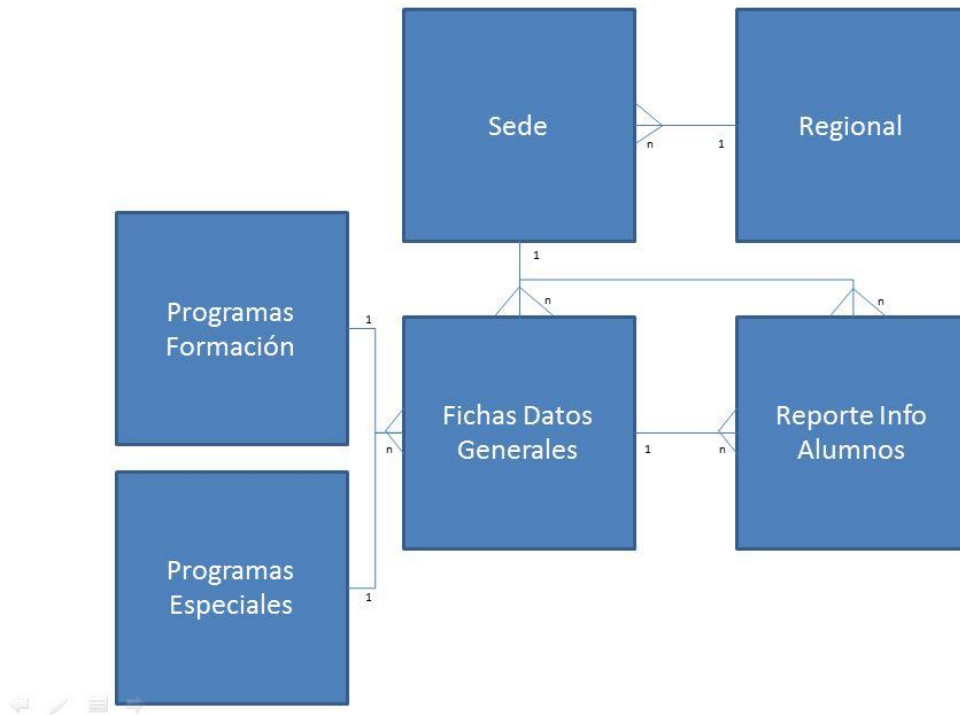 Sede
Regional
n
1
1
n
n
Programas
Formación
1
Fichas Datos
Generales
Reporte Info
Alumnos
n
1
n
Programas
Especiales
1